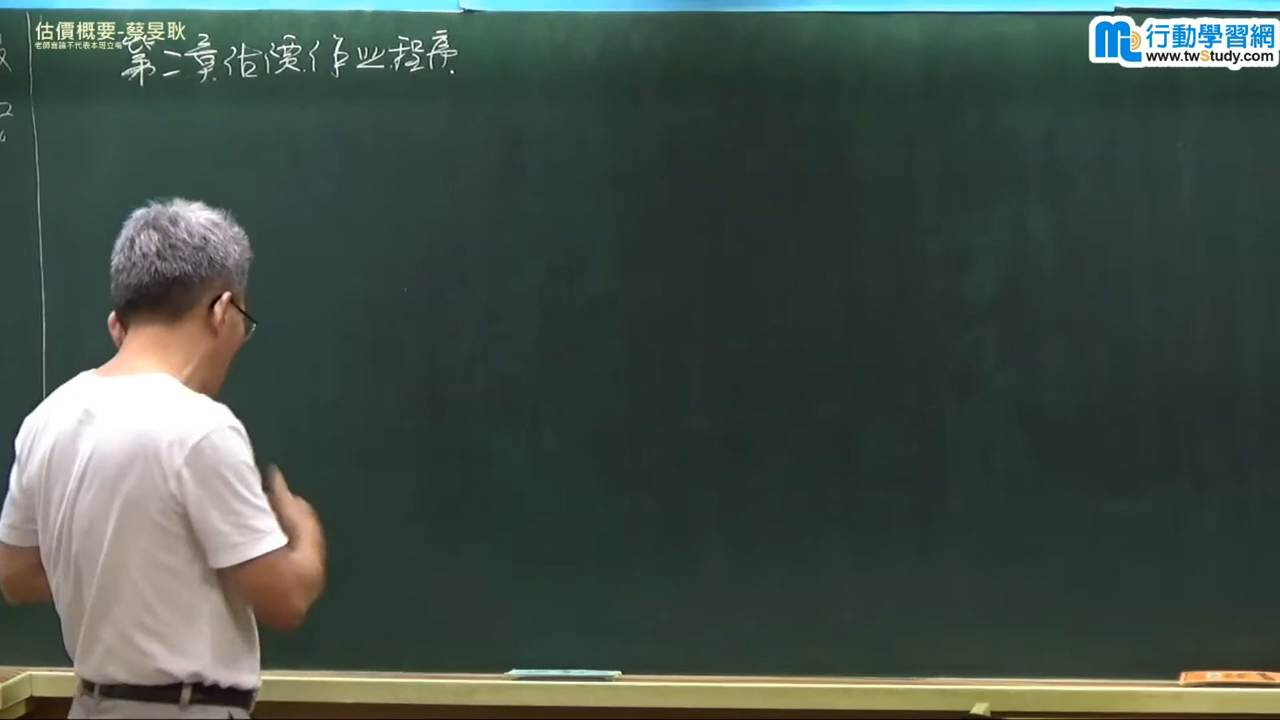 估價概要-蔡旻耿
老師言論不代表本班立場
第二章估價作业程序
行動學習網
www.twStudy.com